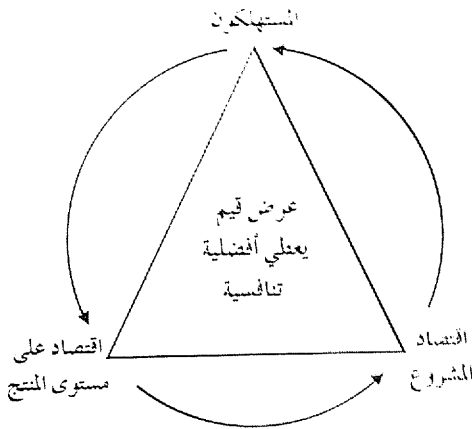 المستهلكون
عرض قيم
يعطي أفضلية
تنافسية
اقتصاد
المشروع
اقتصاد على
مستوى المنتج